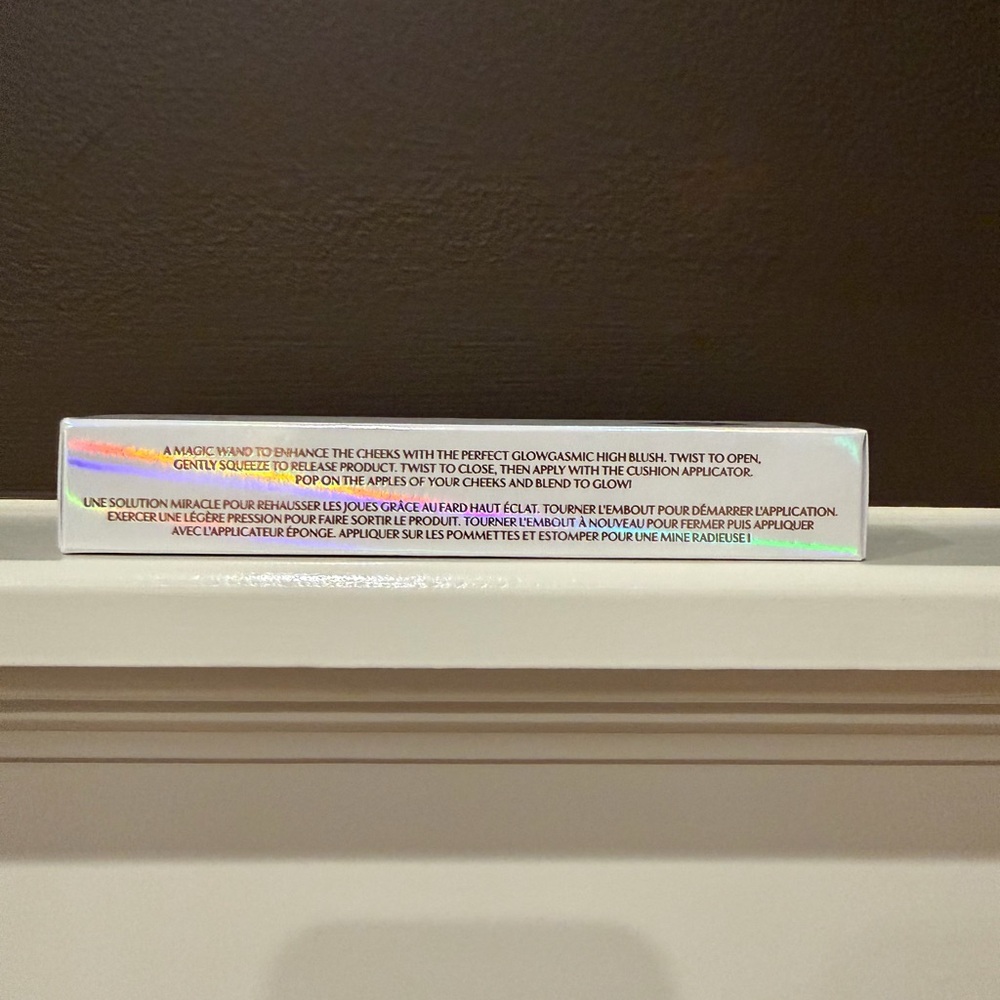 A MAGIC WAND TO ENHANCE THE CHEEKS WITH THE PERFECT GLOWGASMIC HIGH BLUSH. TWIST TO OPEN,
GENTLY SQUEEZE TO RELEASE PRODUCT. TWIST TO CLOSE, THEN APPLY WITH THE CUSHION APPLICATOR.
POP ON THE APPLES OF YOUR CHEEKS AND BLEND TO GLOW!
UNE SOLUTION MIRACLE POUR REHAUSSER LES JOUES GRÂCE AU FARD HAUT ÉCLAT. TOURNER L'EMBOUT POUR DÉMARRER L'APPLICATION.
EXERCER UNE LÉGÈRE PRESSION POUR FAIRE SORTIR LE PRODUIT. TOURNER L'EMBOUT À NOUVEAU POUR FERMER PUIS APPLIQUER
AVEC L'APPLICATEUR ÉPONGE. APPLIQUER SUR LES POMMETTES ET ESTOMPER POUR UNE MINE RADIEUSE !